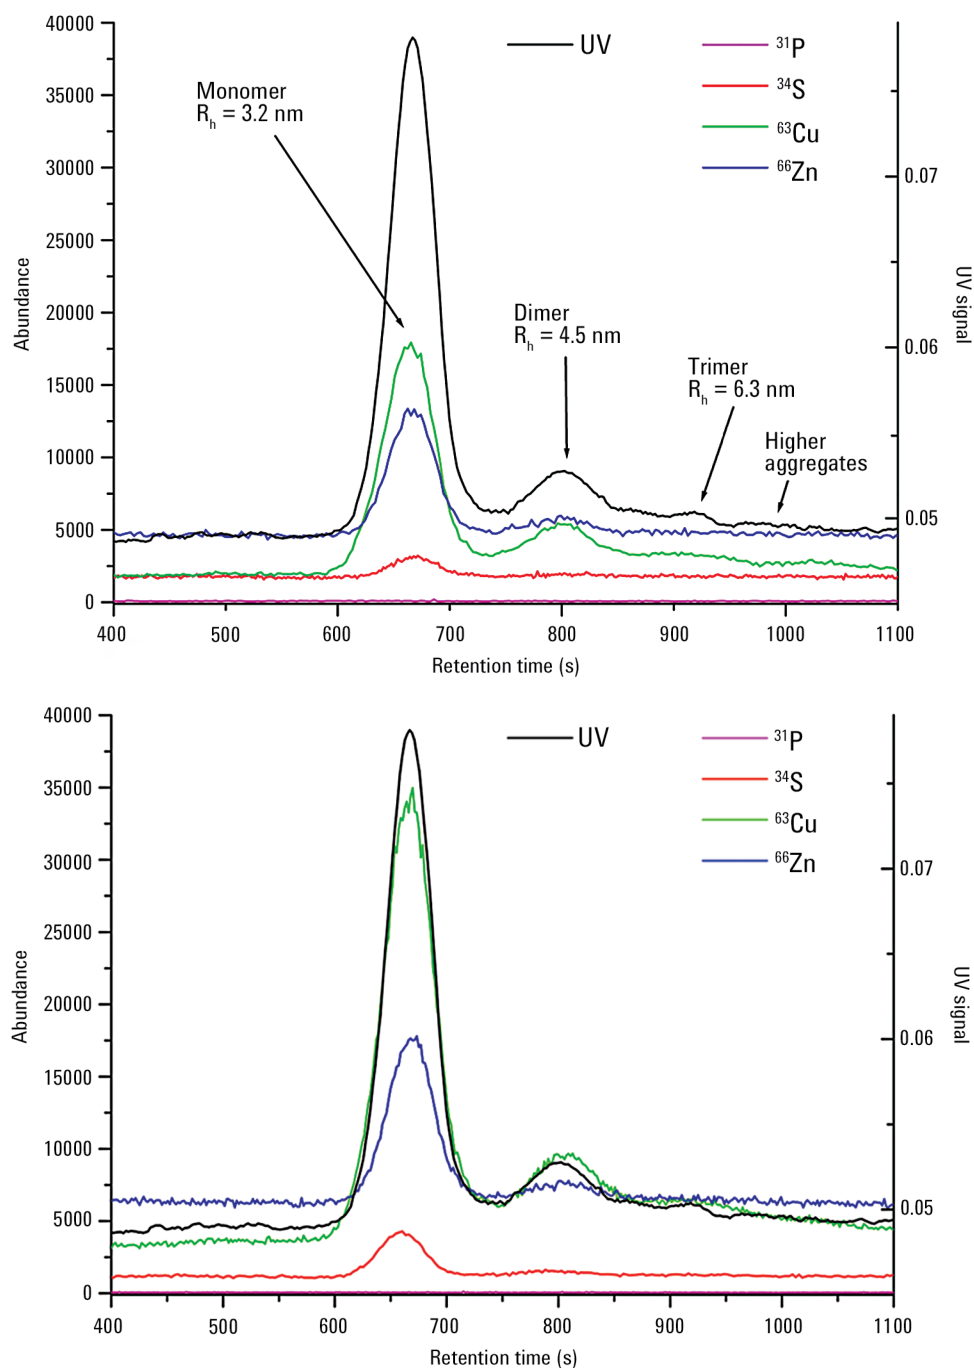 40000
35000
30000
25000
20000
15000
10000
5000
0
Abundance
Monomer
Rh = 3.2 nm
UV
31P
34S
63Cu
66Zn
Dimer
Rh = 4.5 nm
Trimer
Rh = 6.3 nm
Higher
aggregates
0.07
0.06
0.05
UV signal
400 500 600 700 800 900 1000 1100
Retention time (s)
40000
35000
30000
25000
20000
15000
10000
5000
0
Abundance
UV
31P
34S
63Cu
66Zn
0.07
0.06
0.05
UV signal
400 500 600 700 800 900 1000 1100
Retention time (s)